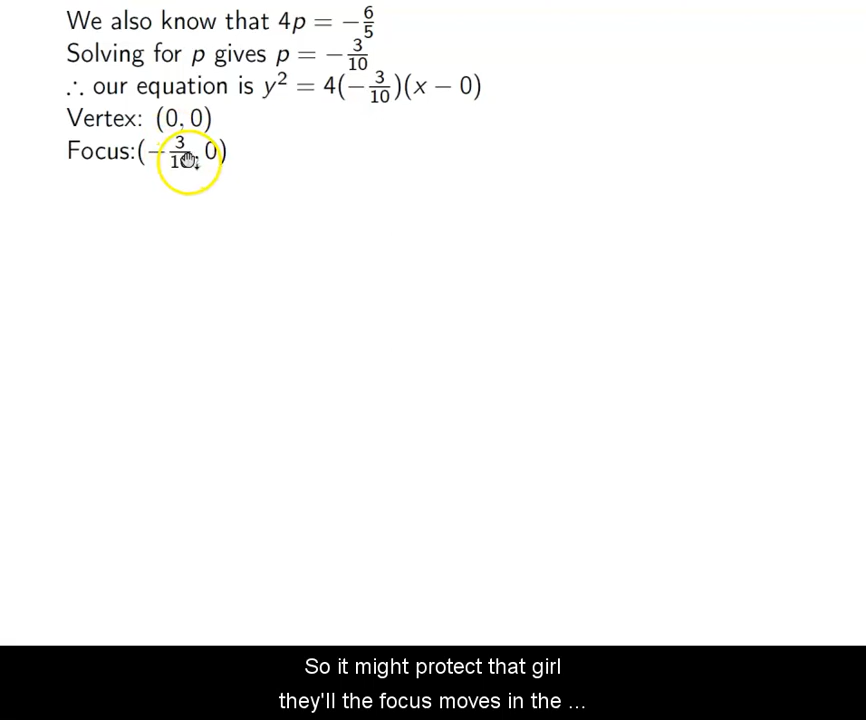 We also know that 4p = −6/5
Solving for p gives p = −3/10
∴ our equation is y² = 4(−3/10)(x − 0)
Vertex: (0, 0)
Focus:(−3/10, 0)
So it might protect that girl
they'll the focus moves in the ...